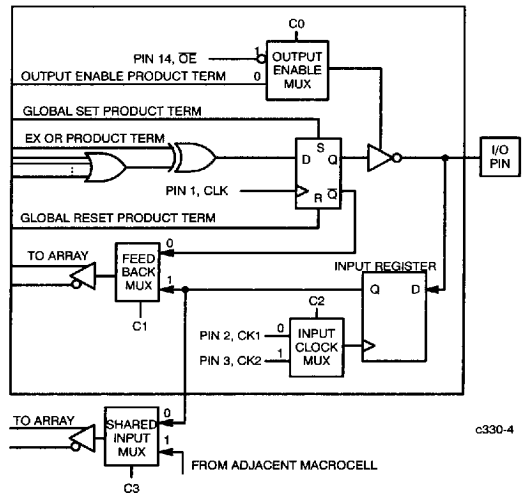 C0
PIN 14, OE
1
OUTPUT
ENABLE
MUX
OUTPUT ENABLE PRODUCT TERM
0
GLOBAL SET PRODUCT TERM
EX OR PRODUCT TERM
S
D
Q
I/O
PIN
PIN 1, CLK
R
Q
GLOBAL RESET PRODUCT TERM
TO ARRAY
FEED
BACK
MUX
0
1
C1
INPUT REGISTER
Q
D
C2
PIN 2, CK1
0
PIN 3, CK2
1
INPUT
CLOCK
MUX
TO ARRAY
SHARED
INPUT
MUX
0
1
FROM ADJACENT MACROCELL
C3
c330-4